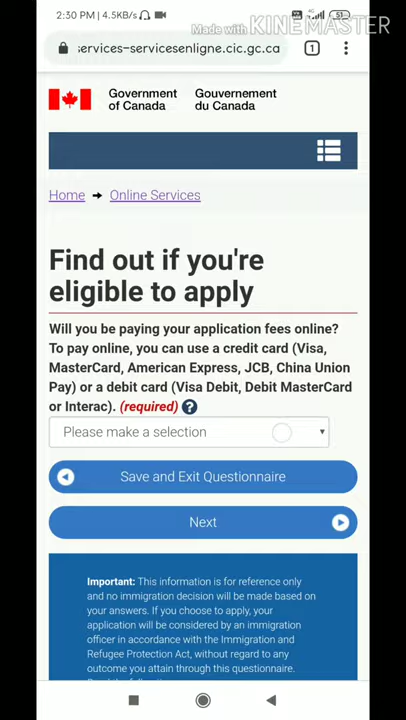 2:30 PM | 4.5KB/s
Made with KINEMASTER
4G
51
ervices-servicesenligne.cic.gc.ca
1
Government
of Canada
Gouvernement
du Canada
Home → Online Services
Find out if you're
eligible to apply
Will you be paying your application fees online?
To pay online, you can use a credit card (Visa,
MasterCard, American Express, JCB, China Union
Pay) or a debit card (Visa Debit, Debit MasterCard
or Interac). (required) ?
Please make a selection
Save and Exit Questionnaire
Next
Important: This information is for reference only
and no immigration decision will be made based on
your answers. If you choose to apply, your
application will be considered by an immigration
officer in accordance with the Immigration and
Refugee Protection Act, without regard to any
outcome you attain through this questionnaire.